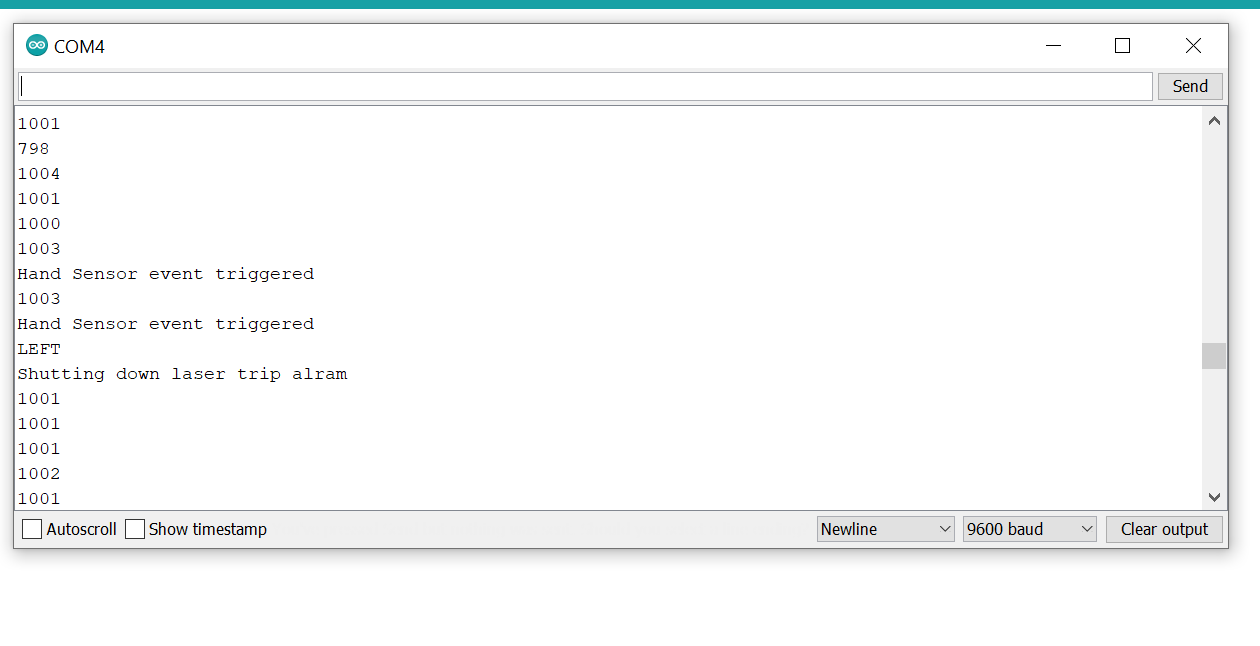 COM4
Send
1001
798
1004
1001
1000
1003
Hand Sensor event triggered
1003
Hand Sensor event triggered
LEFT
Shutting down laser trip alram
1001
1001
1001
1002
1001
Autoscroll Show timestamp Newline 9600 baud Clear output